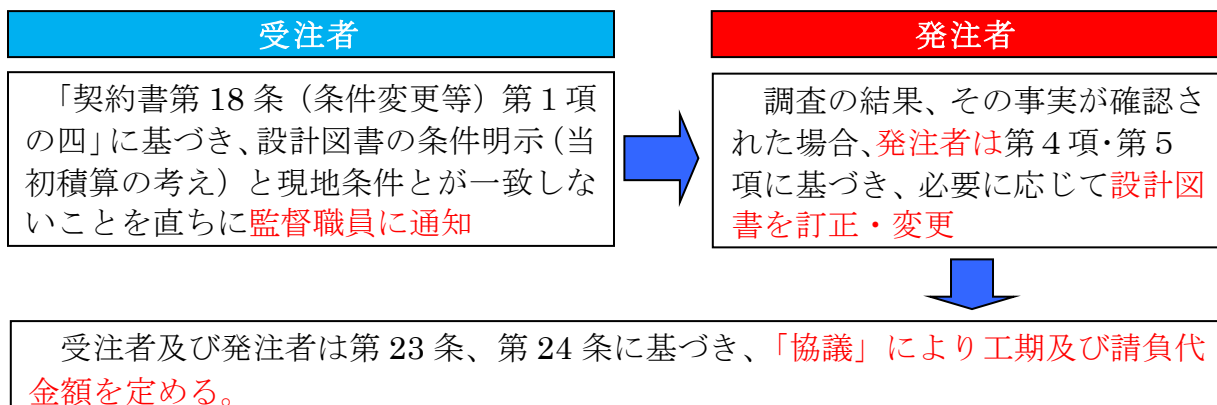 受注者
「契約書第 18 条（条件変更等）第１項
の四」に基づき、設計図書の条件明示（当
初積算の考え）と現地条件とが一致しな
いことを直ちに監督職員に通知
発注者
調査の結果、その事実が確認さ
れた場合、発注者は第４項・第５
項に基づき、必要に応じて設計図
書を訂正・変更
受注者及び発注者は第 23 条、第 24 条に基づき、「協議」により工期及び請負代
金額を定める。